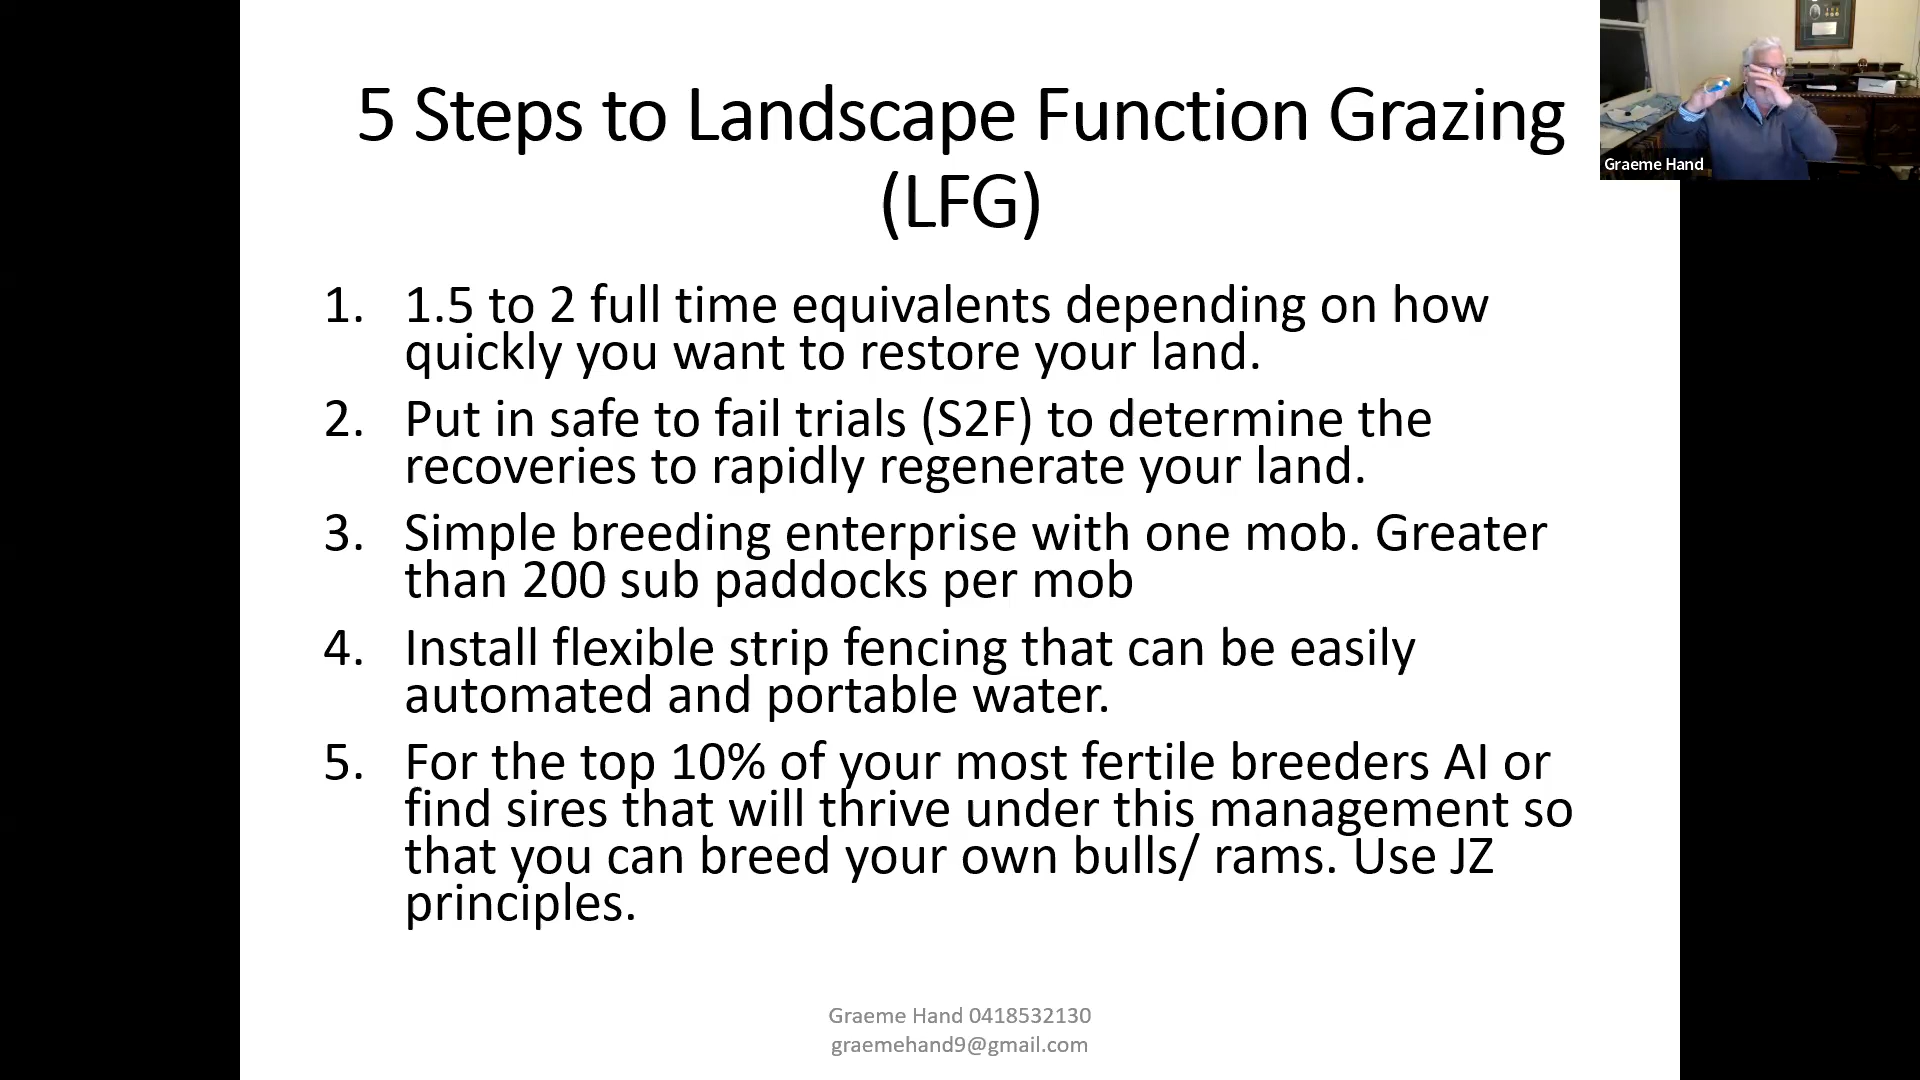 5 Steps to Landscape Function Grazing
(LFG)
Graeme Hand
1. 1.5 to 2 full time equivalents depending on how
quickly you want to restore your land.
2. Put in safe to fail trials (S2F) to determine the
recoveries to rapidly regenerate your land.
3. Simple breeding enterprise with one mob. Greater
than 200 sub paddocks per mob
4. Install flexible strip fencing that can be easily
automated and portable water.
5. For the top 10% of your most fertile breeders AI or
find sires that will thrive under this management so
that you can breed your own bulls/ rams. Use JZ
principles.
Graeme Hand 0418532130
graemehand9@gmail.com